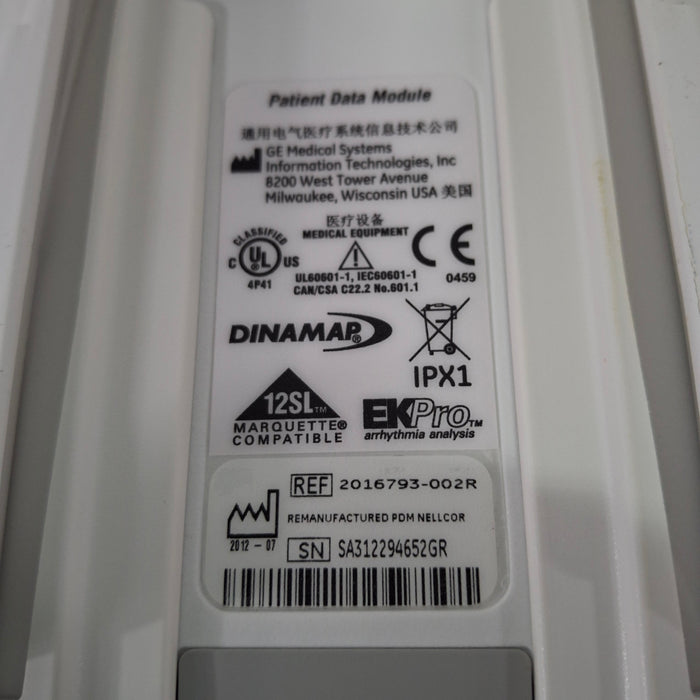 Patient Data Module
通用电气医疗系统信息技术公司
GE Medical Systems
Information Technologies, Inc
8200 West Tower Avenue
Milwaukee, Wisconsin USA 美国
医疗设备
MEDICAL EQUIPMENT
CLASSIFIED
C UL US
4P41
UL60601-1, IEC60601-1
CAN/CSA C22.2 No.601.1
CE
0459
DINAMAP®
IPX1
12SL™
MARQUETTE®
COMPATIBLE
EKPro™
arrhythmia analysis
REF 2016793-002R
REMANUFACTURED PDM NELLCOR
2012-07
SN SA312294652GR